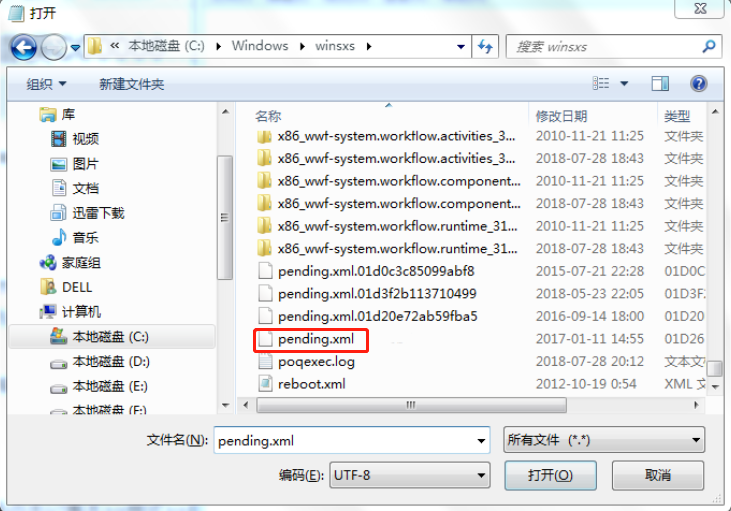 打开
« 本地磁盘 (C:) Windows winsxs 搜索 winsxs
组织 新建文件夹
库
视频
图片
文档
迅雷下载
音乐
家庭组
DELL
计算机
本地磁盘 (C:)
本地磁盘 (D:)
本地磁盘 (E:)
本地磁盘 (F:)
名称 修改日期 类型
x86_wwf-system.workflow.activities_3... 2010-11-21 11:25 文件夹
x86_wwf-system.workflow.activities_3... 2018-07-28 18:43 文件夹
x86_wwf-system.workflow.component... 2010-11-21 11:25 文件夹
x86_wwf-system.workflow.component... 2018-07-28 18:43 文件夹
x86_wwf-system.workflow.runtime_31... 2010-11-21 11:25 文件夹
x86_wwf-system.workflow.runtime_31... 2018-07-28 18:43 文件夹
pending.xml.01d0c3c85099abf8 2015-07-21 22:28 01D0C
pending.xml.01d3f2b113710499 2018-05-23 22:05 01D3F
pending.xml.01d20e72ab59fba5 2016-09-14 18:00 01D20
pending.xml 2017-01-11 14:55 01D26
poqexec.log 2018-07-28 20:12 文本文
reboot.xml 2012-10-19 0:54 XML 文
文件名(N): pending.xml 所有文件 (*.*)
编码(E): UTF-8 打开(O) 取消